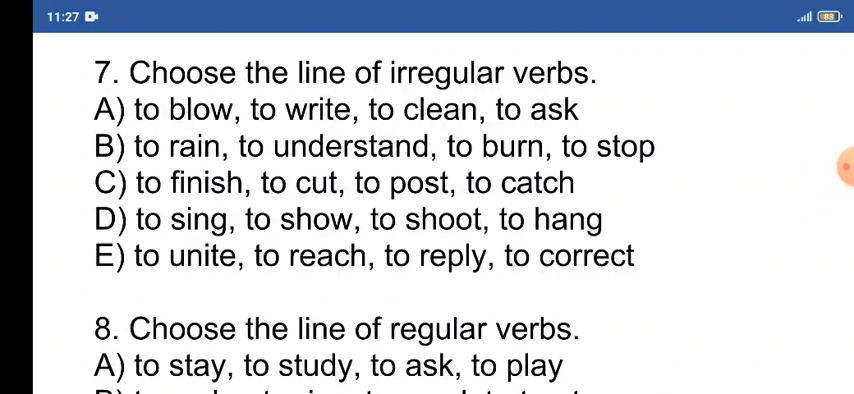 11:27
83
7. Choose the line of irregular verbs.
A) to blow, to write, to clean, to ask
B) to rain, to understand, to burn, to stop
C) to finish, to cut, to post, to catch
D) to sing, to show, to shoot, to hang
E) to unite, to reach, to reply, to correct
8. Choose the line of regular verbs.
A) to stay, to study, to ask, to play